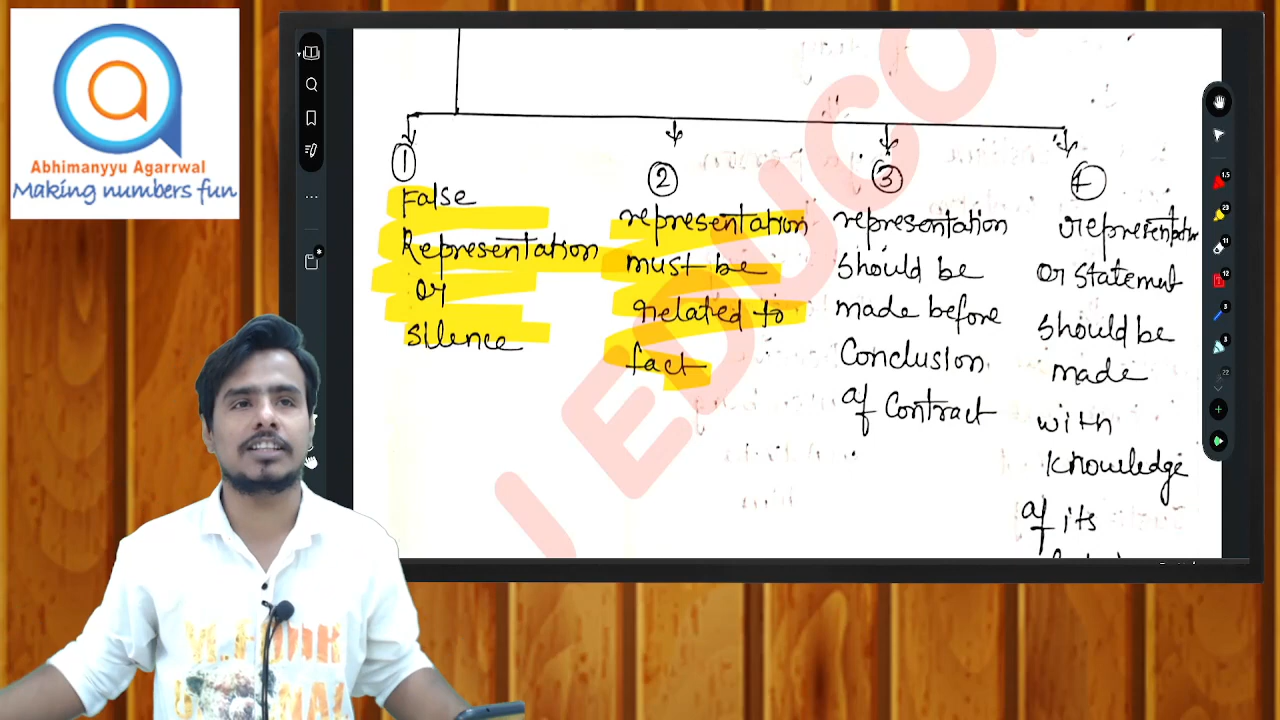 Abhimanyyu Agarrwal
Making numbers fun
EDUCO
1
False
Representation
or
Silence
2
representation
must be
related to
fact
3
representation
should be
made before
Conclusion
of Contract
4
representation
or Statement
should be
made
with
knowledge
of its